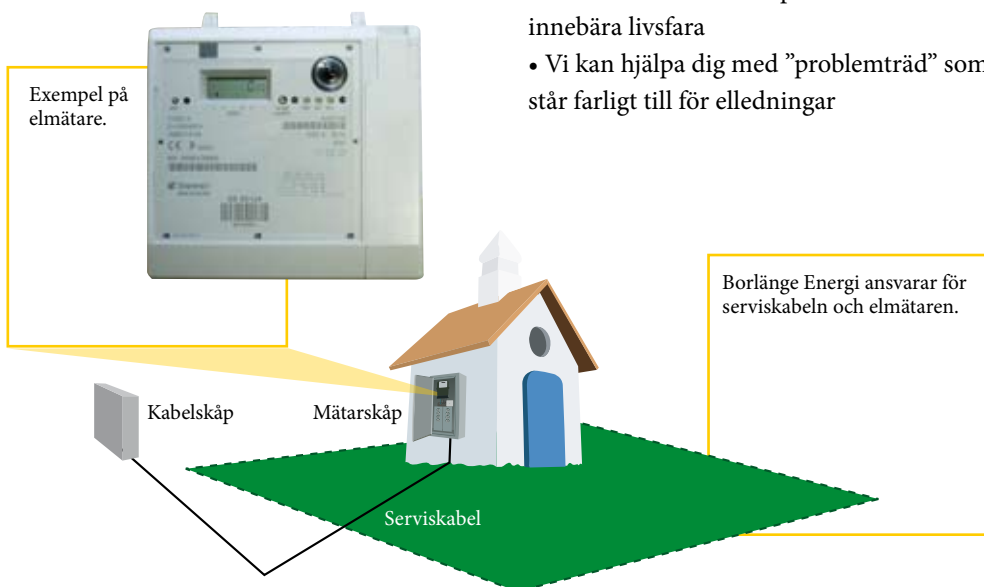 innebära livsfara
• Vi kan hjälpa dig med ”problemträd” som
står farligt till för elledningar
Exempel på
elmätare.
Borlänge Energi ansvarar för
serviskabeln och elmätaren.
Kabelskåp
Mätarskåp
Serviskabel